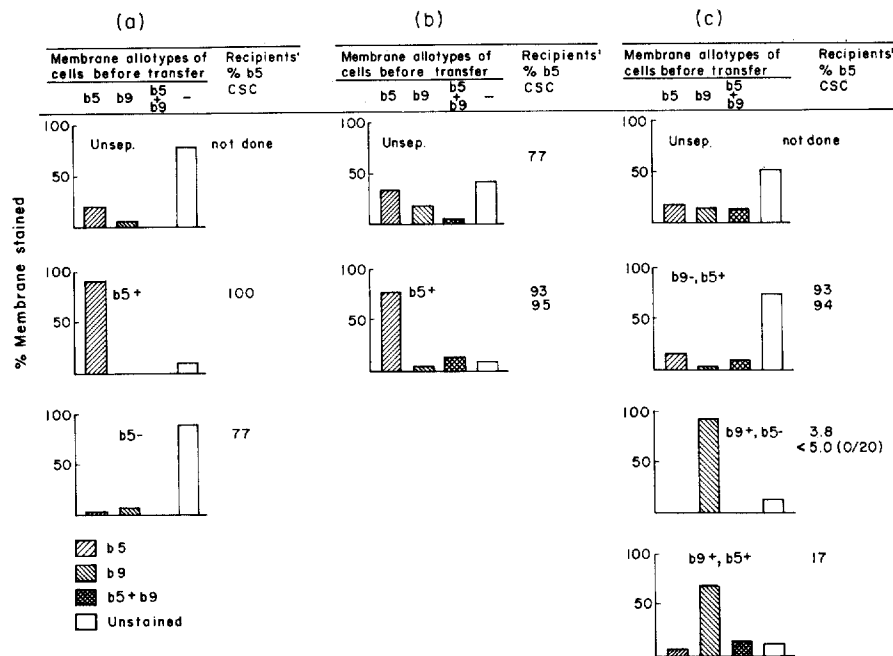 (a)
Membrane allotypes of
cells before transfer
Recipients'
% b5
CSC
b5 b9 b5
+
b9 –
100
50
Unsep.
not done
100
50
b5+
100
100
50
b5-
77
b5
b9
b5+b9
Unstained
% Membrane stained
(b)
Membrane allotypes of
cells before transfer
Recipients'
% b5
CSC
b5 b9 b5
+
b9 –
100
50
Unsep.
77
100
50
b5+
93
95
(c)
Membrane allotypes of
cells before transfer
Recipients'
% b5
CSC
b5 b9 b5
+
b9
100
50
Unsep.
not done
100
50
b9-, b5+
93
94
100
50
b9+, b5-
3.8
< 5.0 (0/20)
100
50
b9+, b5+
17